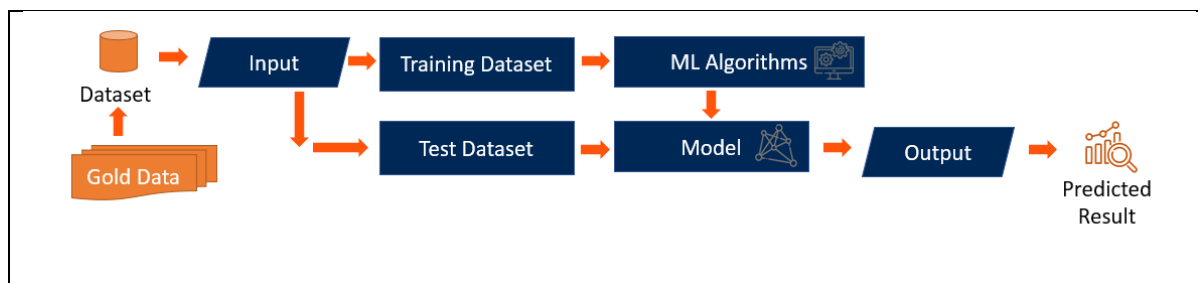 Dataset
Gold Data
Input
Training Dataset
ML Algorithms
Test Dataset
Model
Output
Predicted
Result